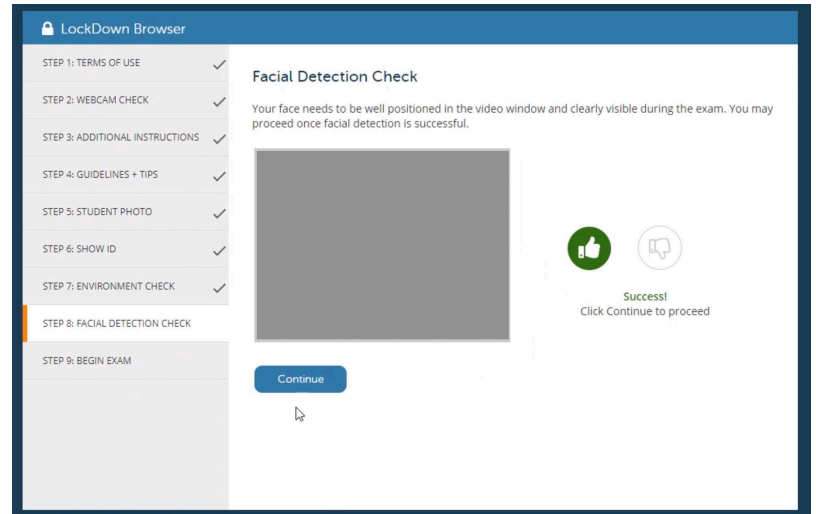 LockDown Browser
STEP 1: TERMS OF USE
STEP 2: WEBCAM CHECK
STEP 3: ADDITIONAL INSTRUCTIONS
STEP 4: GUIDELINES + TIPS
STEP 5: STUDENT PHOTO
STEP 6: SHOW ID
STEP 7: ENVIRONMENT CHECK
STEP 8: FACIAL DETECTION CHECK
STEP 9: BEGIN EXAM
Facial Detection Check
Your face needs to be well positioned in the video window and clearly visible during the exam. You may
proceed once facial detection is successful.
Success!
Click Continue to proceed
Continue